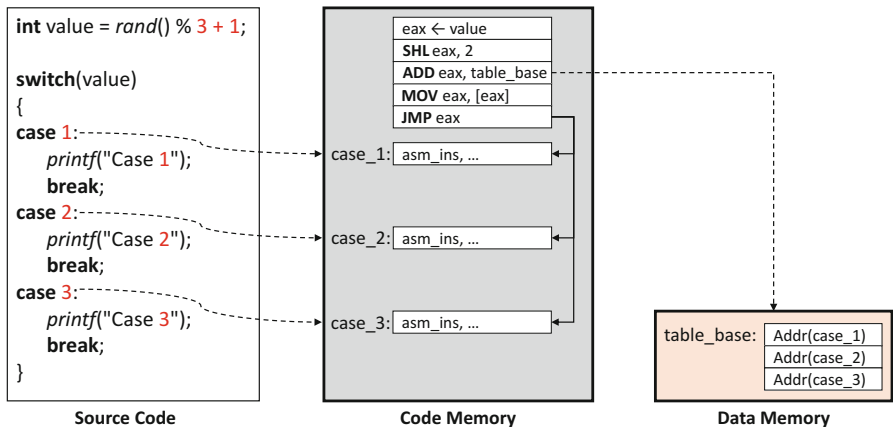 int value = rand() % 3 + 1;
switch(value)
{
case 1:
printf("Case 1");
break;
case 2:
printf("Case 2");
break;
case 3:
printf("Case 3");
break;
}
Source Code
eax ← value
SHL eax, 2
ADD eax, table_base
MOV eax, [eax]
JMP eax
case_1: asm_ins, ...
case_2: asm_ins, ...
case_3: asm_ins, ...
Code Memory
table_base: Addr(case_1)
Addr(case_2)
Addr(case_3)
Data Memory